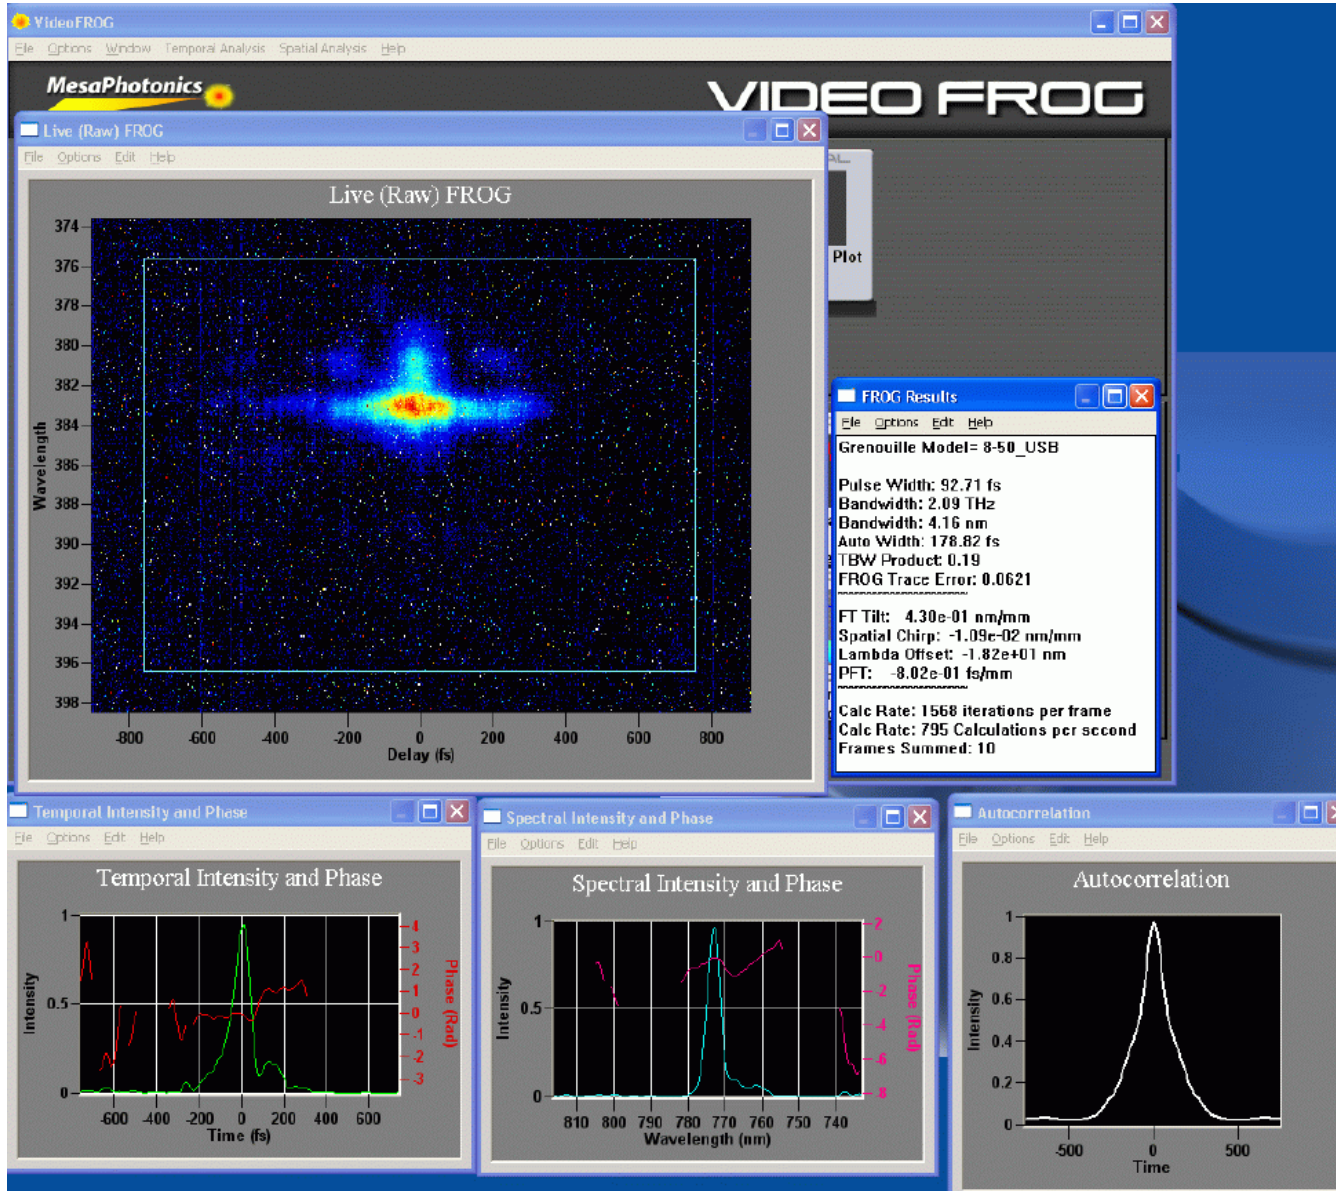 VideoFROG
File Options Window Temporal Analysis Spatial Analysis Help
MesaPhotonics
VIDEO FROG
Live (Raw) FROG
File Options Edit Help
Live (Raw) FROG
374
376
378
380
382
384
386
388
390
392
394
396
398
Wavelength
-800 -600 -400 -200 0 200 400 600 800
Delay (fs)
Plot
FROG Results
File Options Edit Help
Grenouille Model= 8-50_USB
Pulse Width: 92.71 fs
Bandwidth: 2.09 THz
Bandwidth: 4.16 nm
Auto Width: 178.82 fs
TBW Product: 0.19
FROG Trace Error: 0.0621
~~~~~~~~~~~~~~~~~~~~
FT Tilt: 4.30e-01 nm/mm
Spatial Chirp: -1.09e-02 nm/mm
Lambda Offset: -1.82e+01 nm
PFT: -8.02e-01 fs/mm
~~~~~~~~~~~~~~~~~~~~
Calc Rate: 1568 iterations per frame
Calc Rate: 795 Calculations per second
Frames Summed: 10
Temporal Intensity and Phase
File Options Edit Help
Temporal Intensity and Phase
1
0.5
0
Intensity
4
3
2
1
0
-1
-2
-3
Phase (Rad)
-600 -400 -200 0 200 400 600
Time (fs)
Spectral Intensity and Phase
File Options Edit Help
Spectral Intensity and Phase
1
0.5
0
Intensity
2
0
-2
-4
-6
-8
Phase (Rad)
810 800 790 780 770 760 750 740
Wavelength (nm)
Autocorrelation
File Options Edit Help
Autocorrelation
1
0.8
0.6
0.4
0.2
0
Intensity
-500 0 500
Time